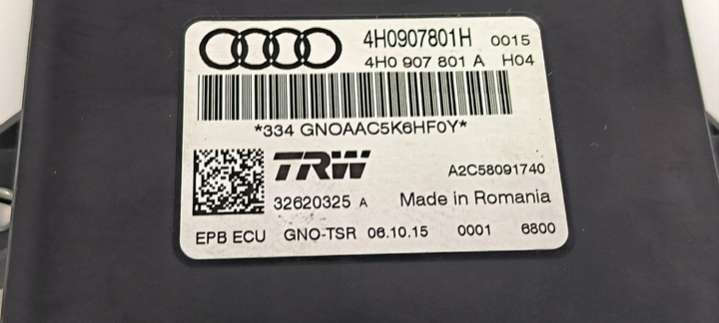 4H0907801H 0015
4H0 907 801 A H04
*334 GNOAAC5K6HF0Y*
TRW A2C58091740
32620325 A Made in Romania
EPB ECU GNO-TSR 06.10.15 0001 6800